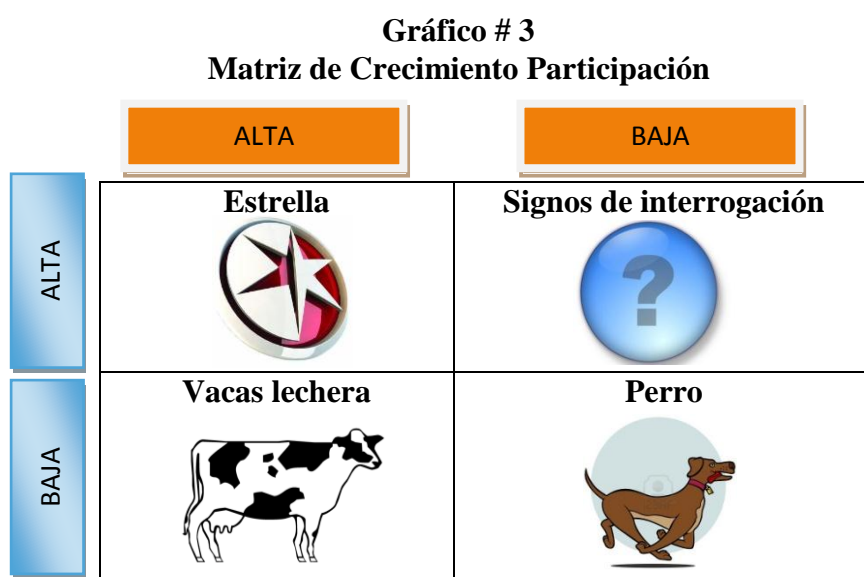 Gráfico # 3
Matriz de Crecimiento Participación
ALTA
BAJA
ALTA
Estrella
Signos de interrogación
?
BAJA
Vacas lechera
Perro